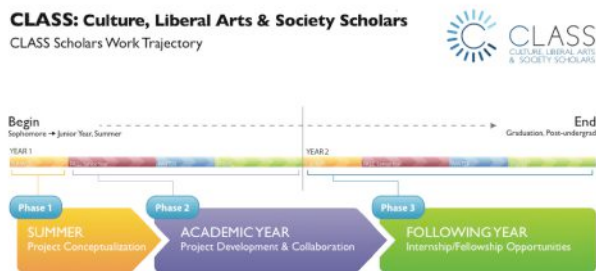 CLASS: Culture, Liberal Arts & Society Scholars
CLASS Scholars Work Trajectory
CLASS
CULTURE, LIBERAL ARTS
& SOCIETY SCHOLARS
Begin
Sophomore → Junior Year, Summer
End
Graduation, Post-undergrad
YEAR 1
YEAR 2
Phase 1
Phase 2
Phase 3
SUMMER
Project Conceptualization
ACADEMIC YEAR
Project Development & Collaboration
FOLLOWING YEAR
Internship/Fellowship Opportunities